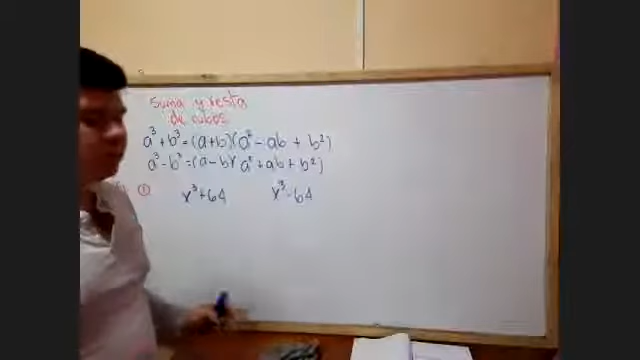 Suma y resta
de cubos
a³ + b³ = (a+b)(a² - ab + b²)
a³ - b³ = (a - b)(a² + ab + b²)
① x³+64 x³-64